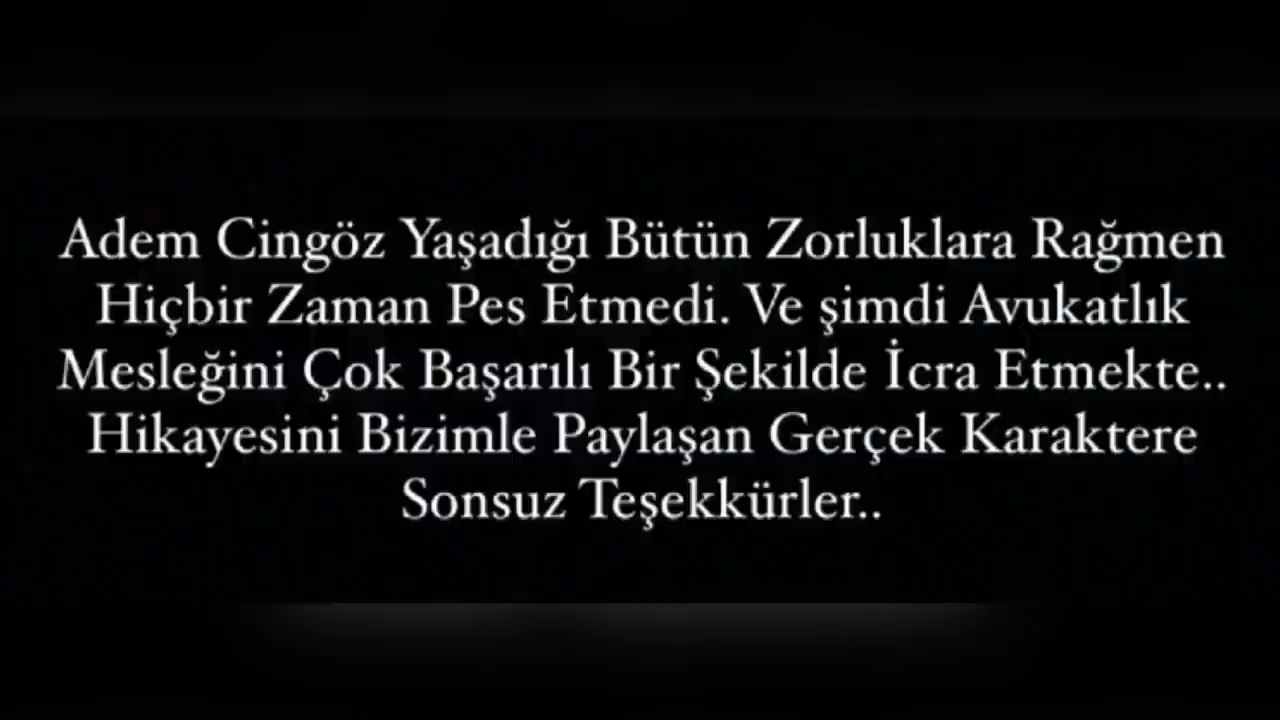 Adem Cingöz Yaşadığı Bütün Zorluklara Rağmen
Hiçbir Zaman Pes Etmedi. Ve şimdi Avukatlık
Mesleğini Çok Başarılı Bir Şekilde İcra Etmekte..
Hikayesini Bizimle Paylaşan Gerçek Karaktere
Sonsuz Teşekkürler..